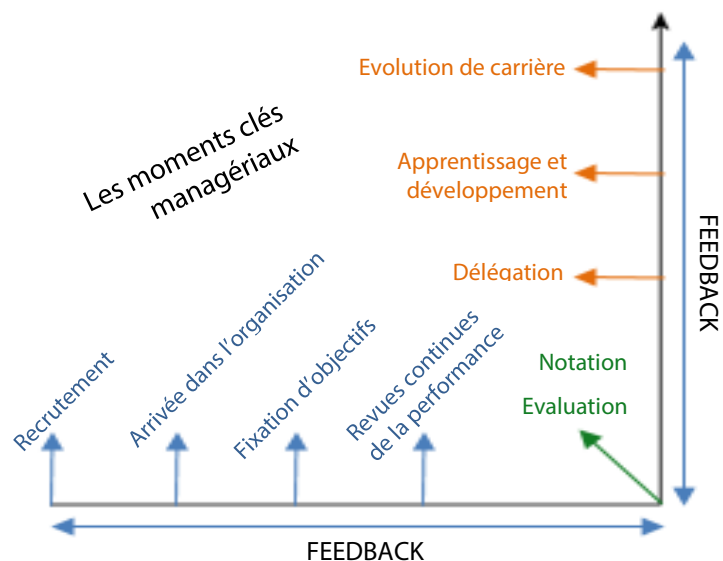 Les moments clés
managériaux
Evolution de carrière
Apprentissage et
développement
Délégation
Notation
Evaluation
Recrutement
Arrivée dans l'organisation
Fixation d'objectifs
Revues continues
de la performance
FEEDBACK
FEEDBACK